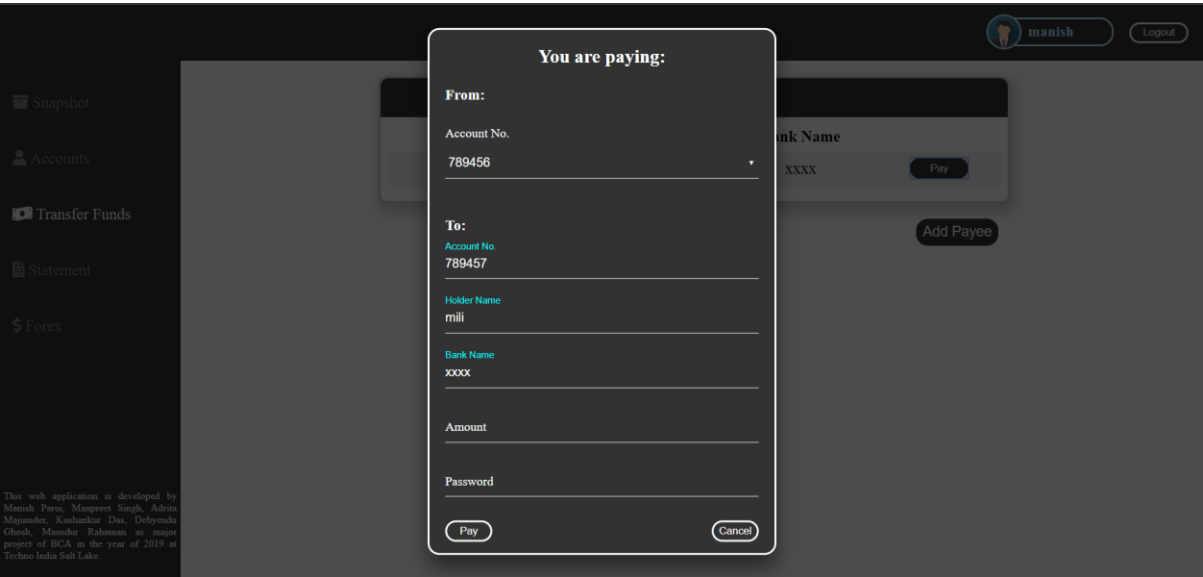 manish
Logout
Snapshot
Accounts
Transfer Funds
Statement
$ Forex
This web application is developed by
Manish Parui, Manpreet Singh, Adrita
Majumder, Kushankur Das, Debyendu
Ghosh, Masudur Rahaman as major
project of BCA in the year of 2019 at
Techno India Salt Lake.
nk Name
xxxx
Pay
Add Payee
You are paying:
From:
Account No.
789456
To:
Account No.
789457
Holder Name
mili
Bank Name
xxxx
Amount
Password
Pay
Cancel